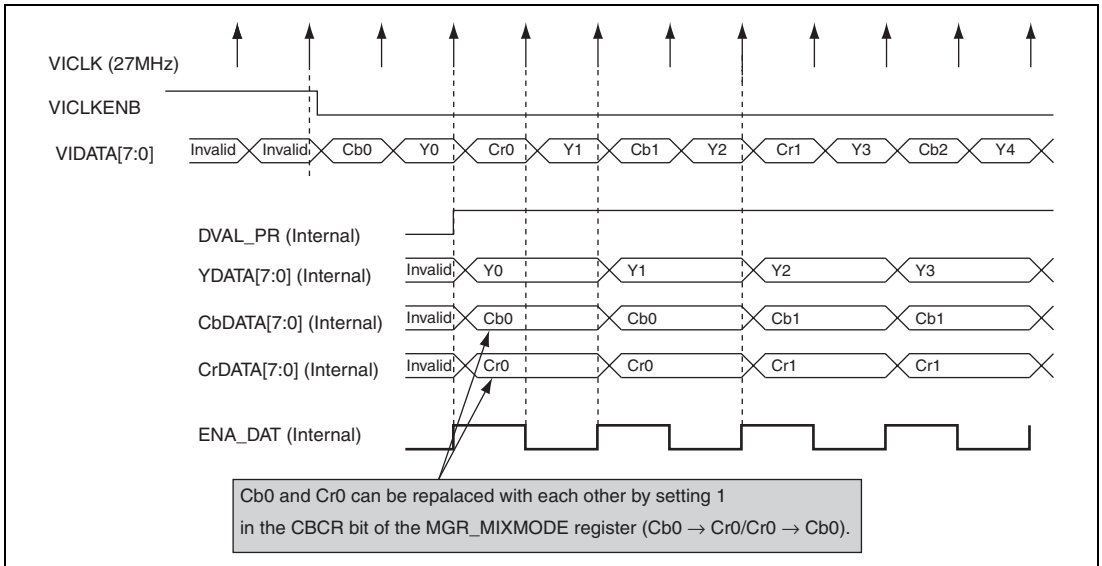 VICLK (27MHz)
VICLKENB
VIDATA[7:0] Invalid Invalid Cb0 Y0 Cr0 Y1 Cb1 Y2 Cr1 Y3 Cb2 Y4
DVAL_PR (Internal)
YDATA[7:0] (Internal) Invalid Y0 Y1 Y2 Y3
CbDATA[7:0] (Internal) Invalid Cb0 Cb0 Cb1 Cb1
CrDATA[7:0] (Internal) Invalid Cr0 Cr0 Cr1 Cr1
ENA_DAT (Internal)
Cb0 and Cr0 can be repalaced with each other by setting 1
in the CBCR bit of the MGR_MIXMODE register (Cb0 → Cr0/Cr0 → Cb0).